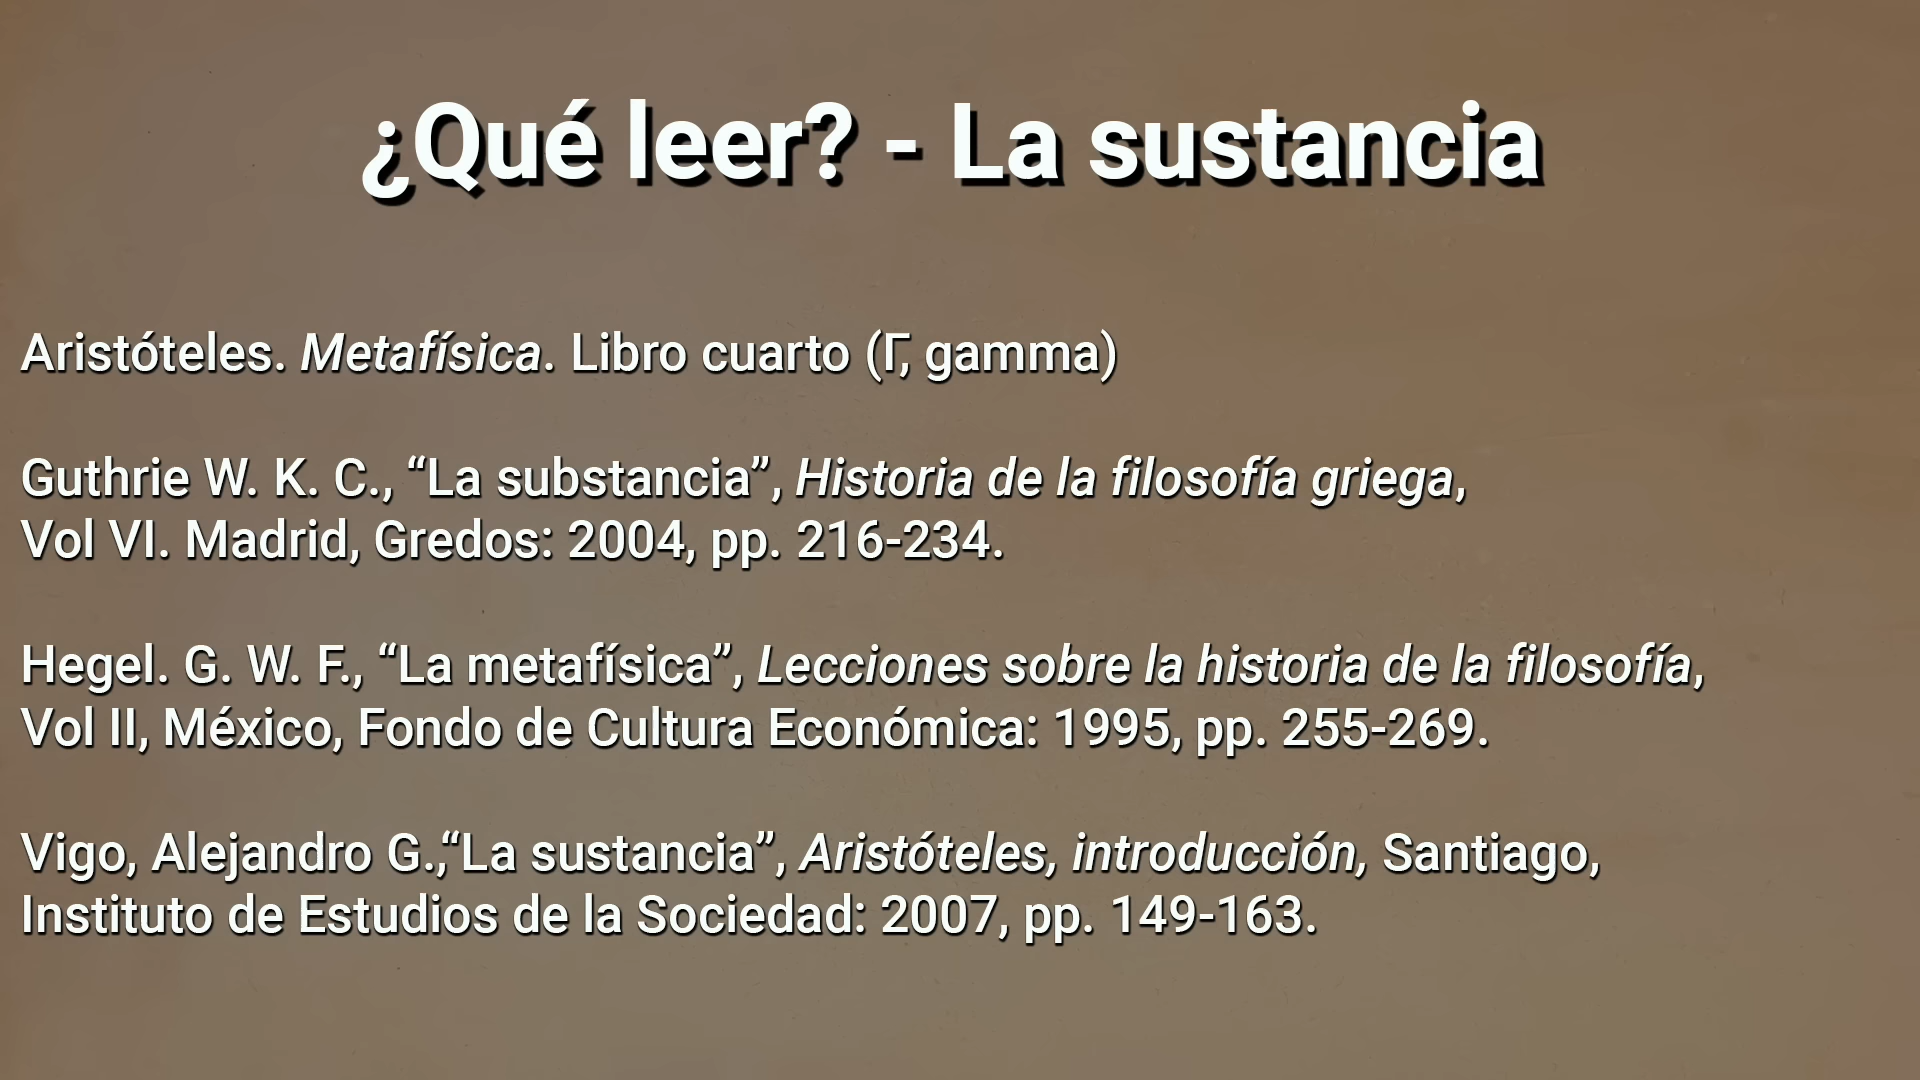 ¿Qué leer? - La sustancia
Aristóteles. Metafísica. Libro cuarto (Γ, gamma)
Guthrie W. K. C., “La substancia”, Historia de la filosofía griega,
Vol VI. Madrid, Gredos: 2004, pp. 216-234.
Hegel. G. W. F., “La metafísica”, Lecciones sobre la historia de la filosofía,
Vol II, México, Fondo de Cultura Económica: 1995, pp. 255-269.
Vigo, Alejandro G.,“La sustancia”, Aristóteles, introducción, Santiago,
Instituto de Estudios de la Sociedad: 2007, pp. 149-163.